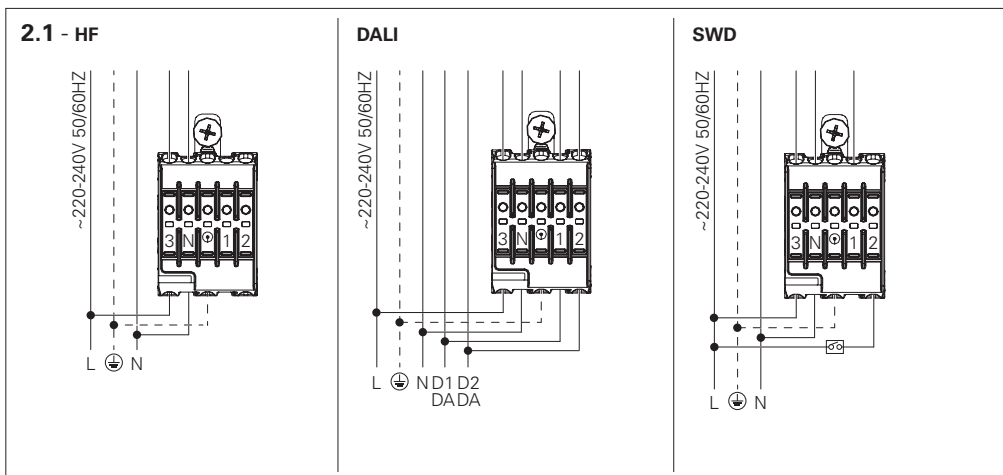 2.1 - HF
~220-240V 50/60HZ
3 N 1 2
L N
DALI
~220-240V 50/60HZ
3 N 1 2
L N D1 D2
DA DA
SWD
~220-240V 50/60HZ
3 N 1 2
L N